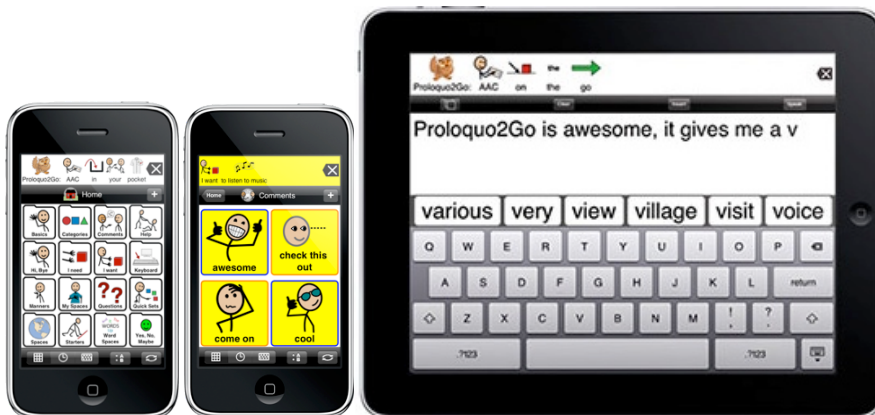 Proloquo2Go: AAC in your pocket
Home
+
Basics Categories Comments Help
Hi, Bye I need I want Keyboard
Manners My Spaces Questions Quick Sets
Spaces Starters Word Spaces Yes, No, Maybe
WORDS
I want to listen to music
Home Comments +
awesome
check this out
come on
cool
the
Proloquo2Go: AAC on the go
Clear Insert Speak
Proloquo2Go is awesome, it gives me a v
various very view village visit voice
Q W E R T Y U I O P
A S D F G H J K L return
Z X C V B N M ! , ? .
.?123 .?123